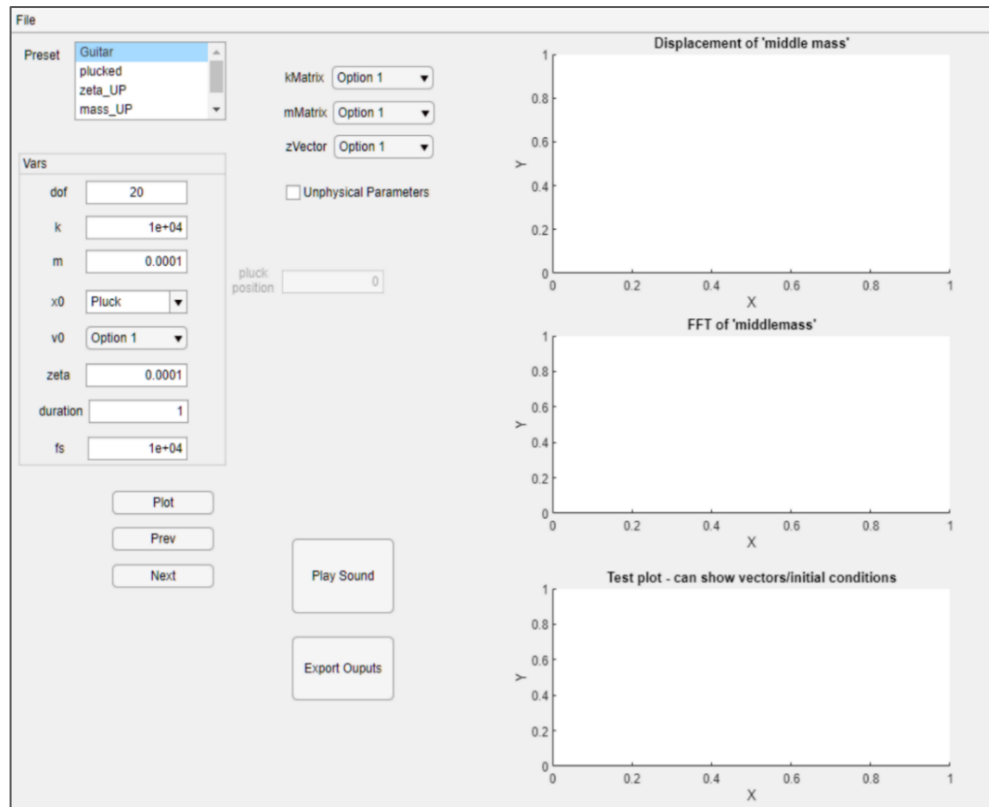 File
Preset
Guitar
plucked
zeta_UP
mass_UP
kMatrix Option 1
mMatrix Option 1
zVector Option 1
Unphysical Parameters
Vars
dof 20
k 1e+04
m 0.0001
x0 Pluck
v0 Option 1
zeta 0.0001
duration 1
fs 1e+04
pluck
position 0
Plot
Prev
Next
Play Sound
Export Ouputs
Displacement of 'middle mass'
1
0.8
0.6
Y
0.4
0.2
0
0 0.2 0.4 0.6 0.8 1
X
FFT of 'middlemass'
1
0.8
0.6
Y
0.4
0.2
0
0 0.2 0.4 0.6 0.8 1
X
Test plot - can show vectors/initial conditions
1
0.8
0.6
Y
0.4
0.2
0
0 0.2 0.4 0.6 0.8 1
X